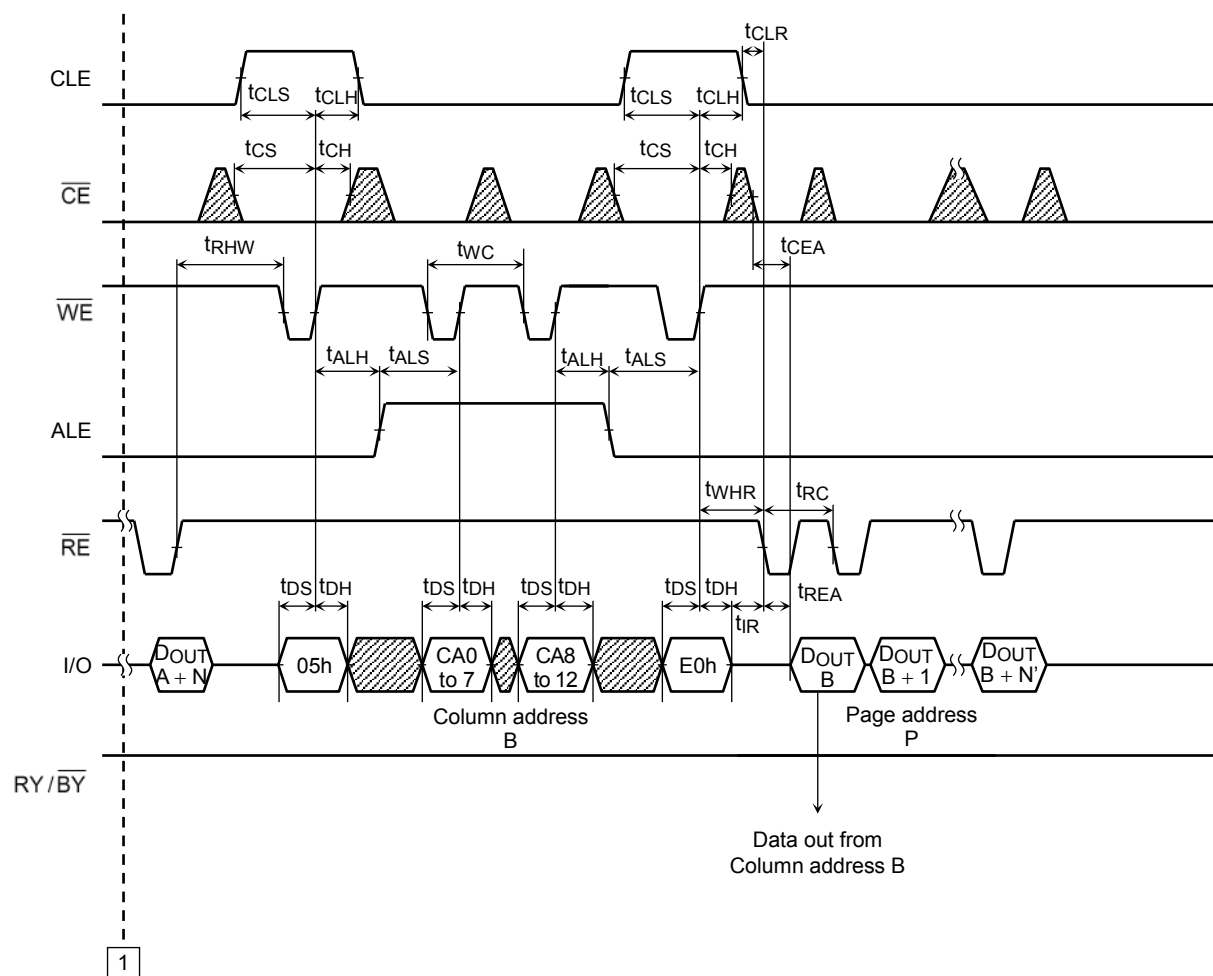 tCLR
CLE
tCLS tCLH tCLS tCLH
tCS tCH tCS tCH
CE
tRHW tWC tCEA
WE
tALH tALS tALH tALS
ALE
tWHR tRC
RE
tDS tDH tDS tDH tDS tDH tDS tDH tREA
tIR
I/O
DOUT
A + N
05h
CA0
to 7
CA8
to 12
E0h
DOUT
B
DOUT
B + 1
DOUT
B + N'
Column address
B
Page address
P
RY / BY
Data out from
Column address B
1